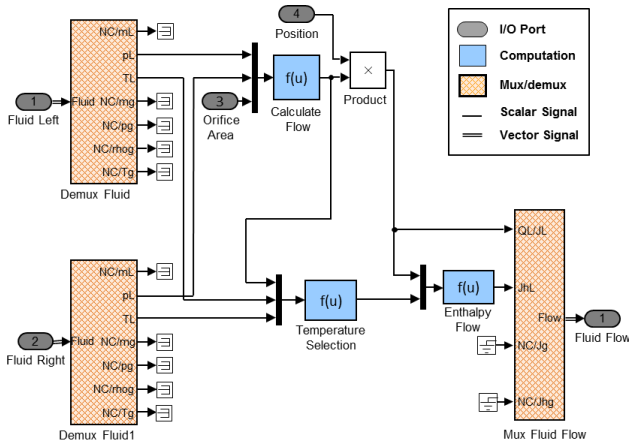 NC/mL
pL
TL
1
Fluid
NC/mg
NC/pg
NC/rhog
NC/Tg
Fluid Left
Demux Fluid
4
Position
3
Orifice
Area
f(u)
Calculate
Flow
×
Product
I/O Port
Computation
Mux/demux
Scalar Signal
Vector Signal
NC/mL
pL
TL
2
Fluid
NC/mg
NC/pg
NC/rhog
NC/Tg
Fluid Right
Demux Fluid1
f(u)
Temperature
Selection
f(u)
Enthalpy
Flow
QL/JL
JhL
Flow
NC/Jg
NC/Jhg
Mux Fluid Flow
1
Fluid Flow